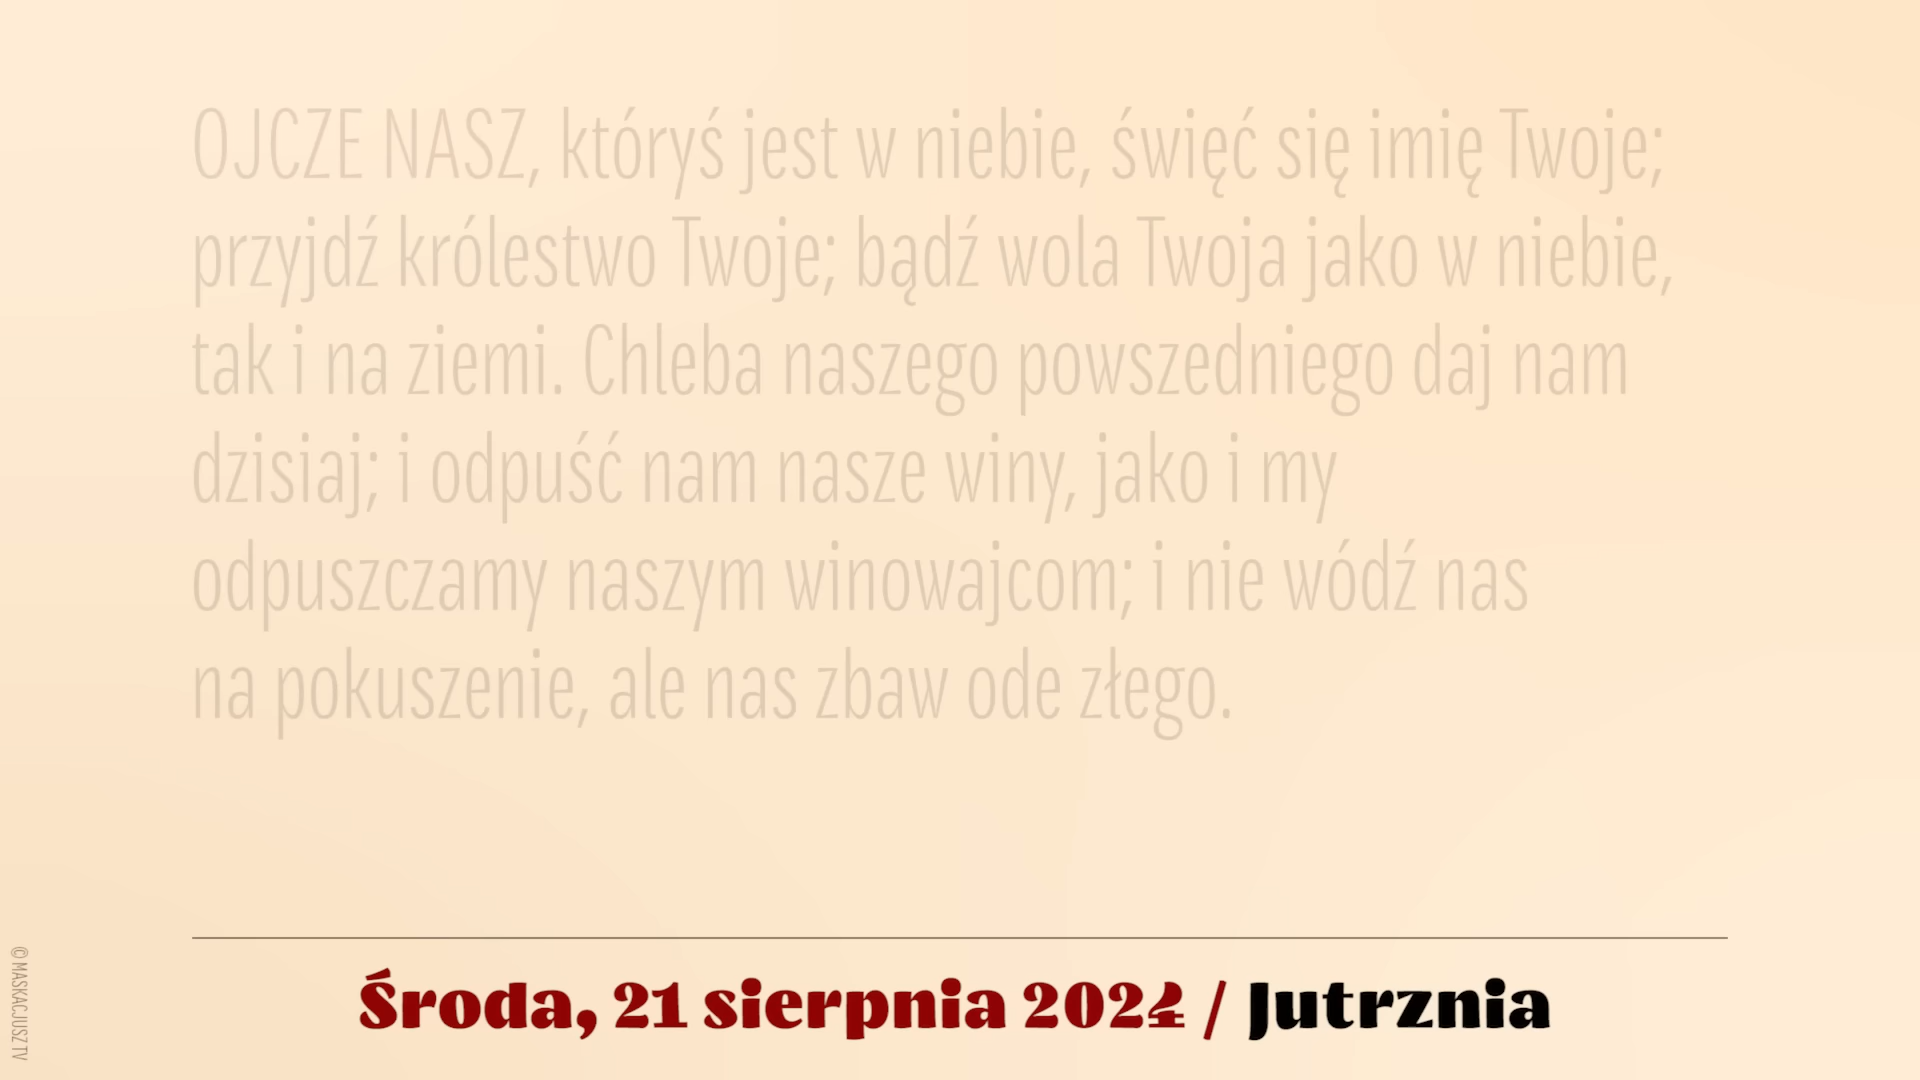 OJCZE NASZ, któryś jest w niebie, święć się imię Twoje;
przyjdź królestwo Twoje; bądź wola Twoja jako w niebie,
tak i na ziemi. Chleba naszego powszedniego daj nam
dzisiaj; i odpuść nam nasze winy, jako i my
odpuszczamy naszym winowajcom; i nie wódź nas
na pokuszenie, ale nas zbaw ode złego.
Środa, 21 sierpnia 2024 / Jutrznia
© MASKACJUSZ TV